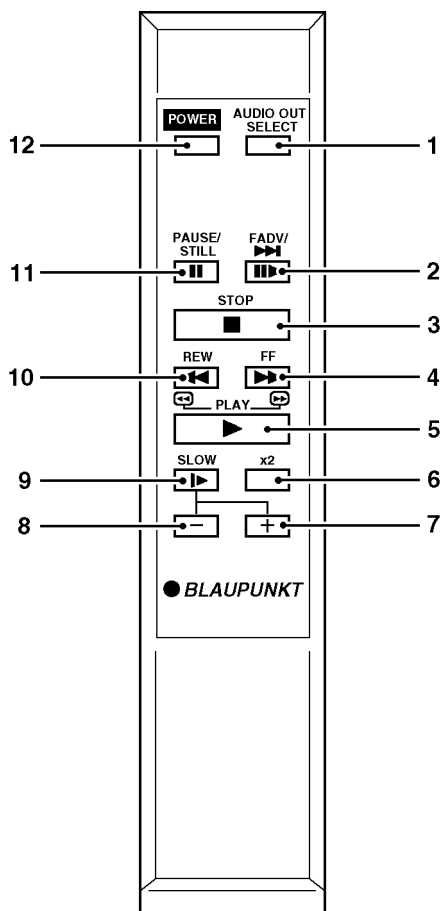 POWER
AUDIO OUT
SELECT
12
1
PAUSE/
STILL
FADV/
11
2
STOP
3
REW
FF
10
4
PLAY
5
SLOW
x2
9
6
−
+
8
7
BLAUPUNKT